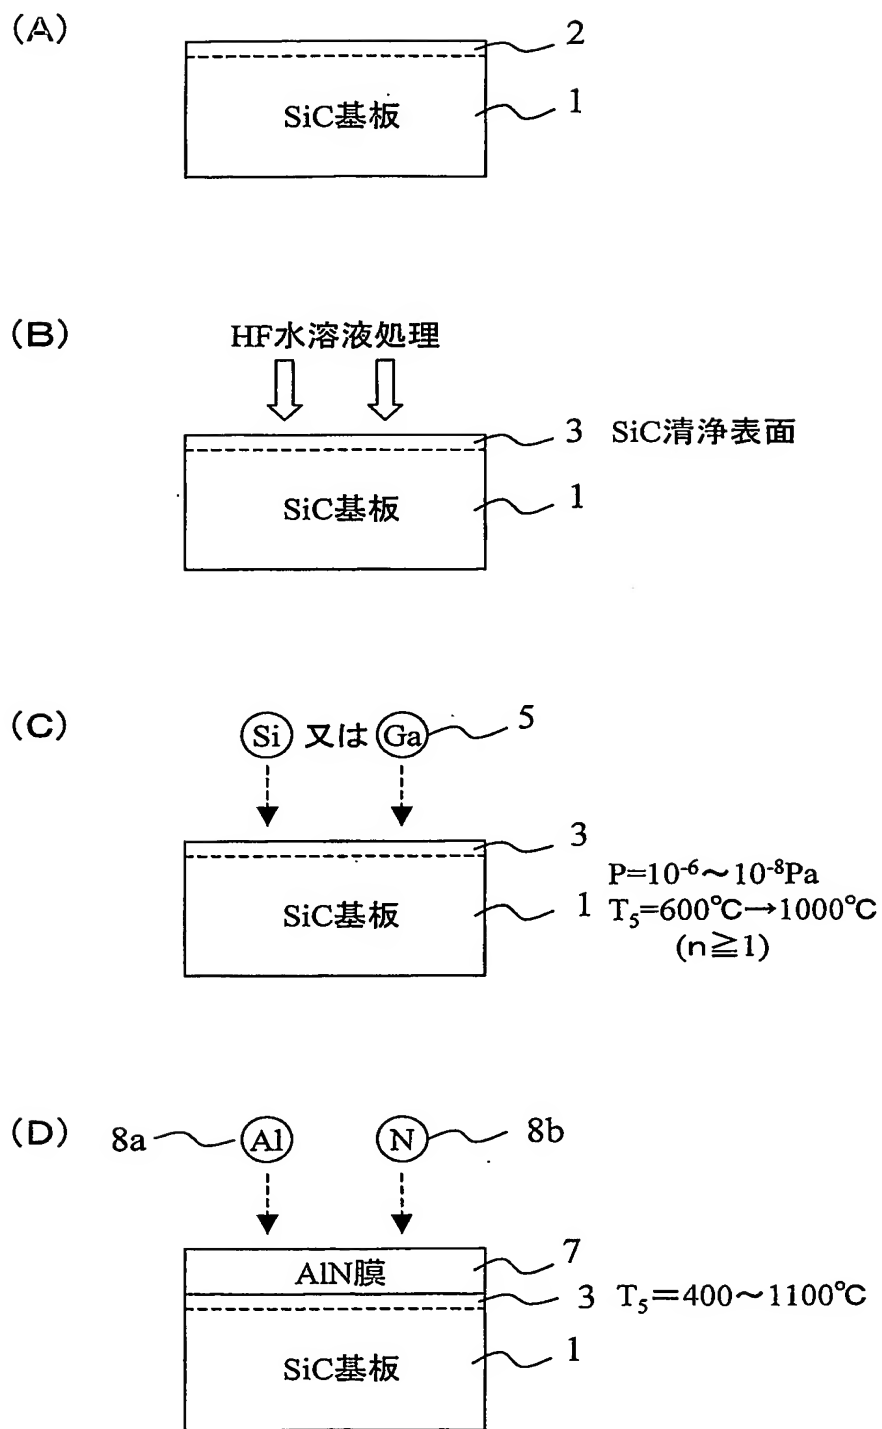 (A)
2
SiC基板
1
(B)
HF水溶液処理
3 SiC清浄表面
SiC基板
1
(C)
Si 又は Ga
5
3
P=10⁻⁶〜10⁻⁸Pa
SiC基板
1
T₅=600℃→1000℃
(n≧1)
(D)
8a
Al
N
8b
AlN膜
7
3 T₅=400〜1100℃
SiC基板
1